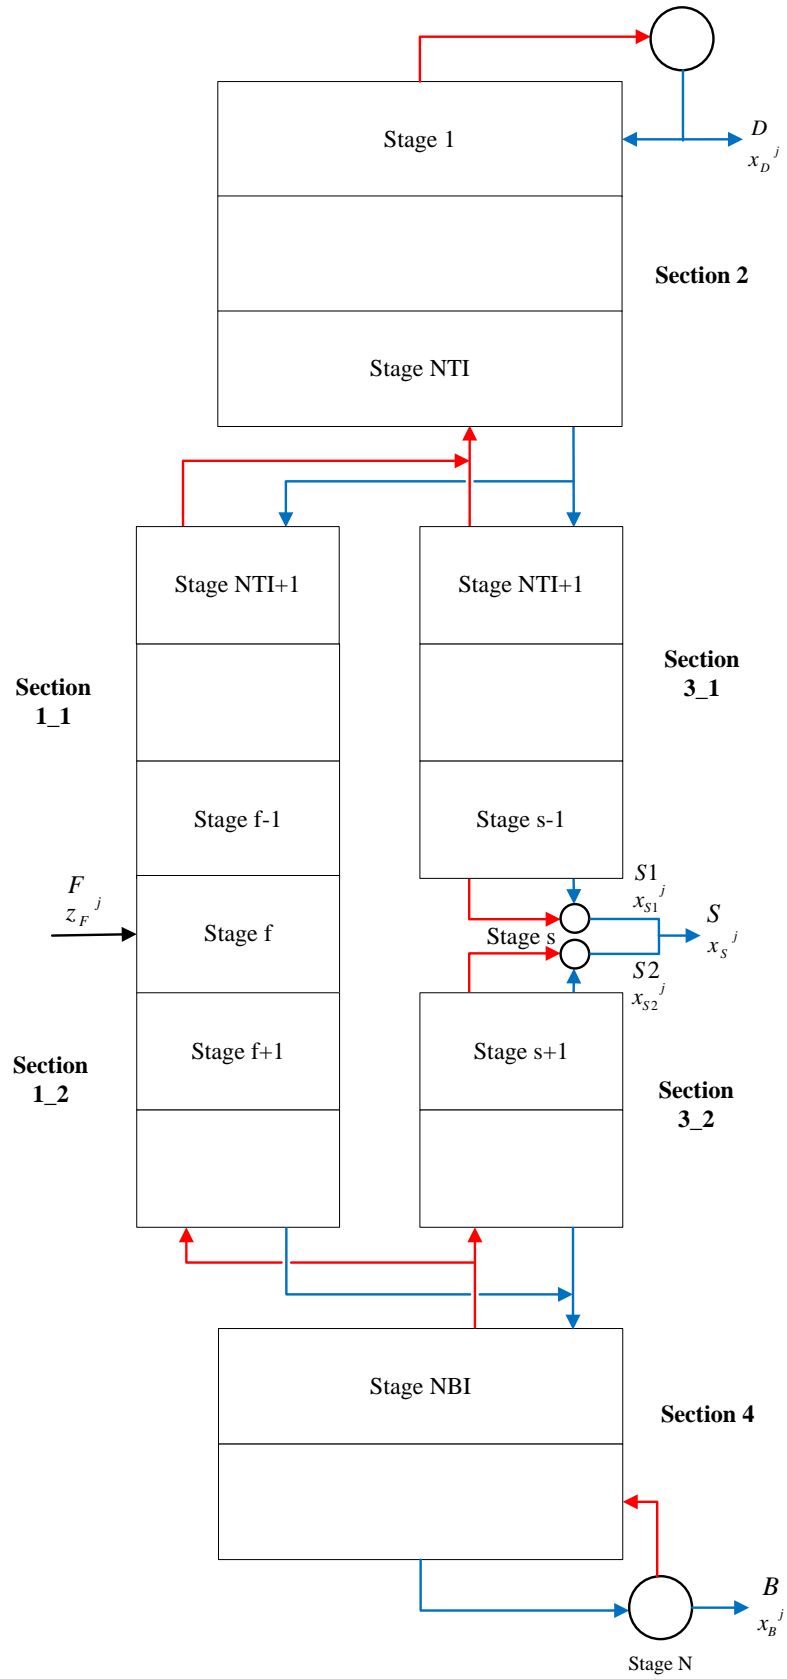 Stage 1
D
x_D^j
Section 2
Stage NTI
Stage NTI+1
Stage NTI+1
Section
1_1
Section
3_1
Stage f-1
Stage s-1
F
z_F^j
Stage f
S1
x_S1^j
Stage s
S
x_S^j
S2
x_S2^j
Section
1_2
Stage f+1
Stage s+1
Section
3_2
Stage NBI
Section 4
B
x_B^j
Stage N